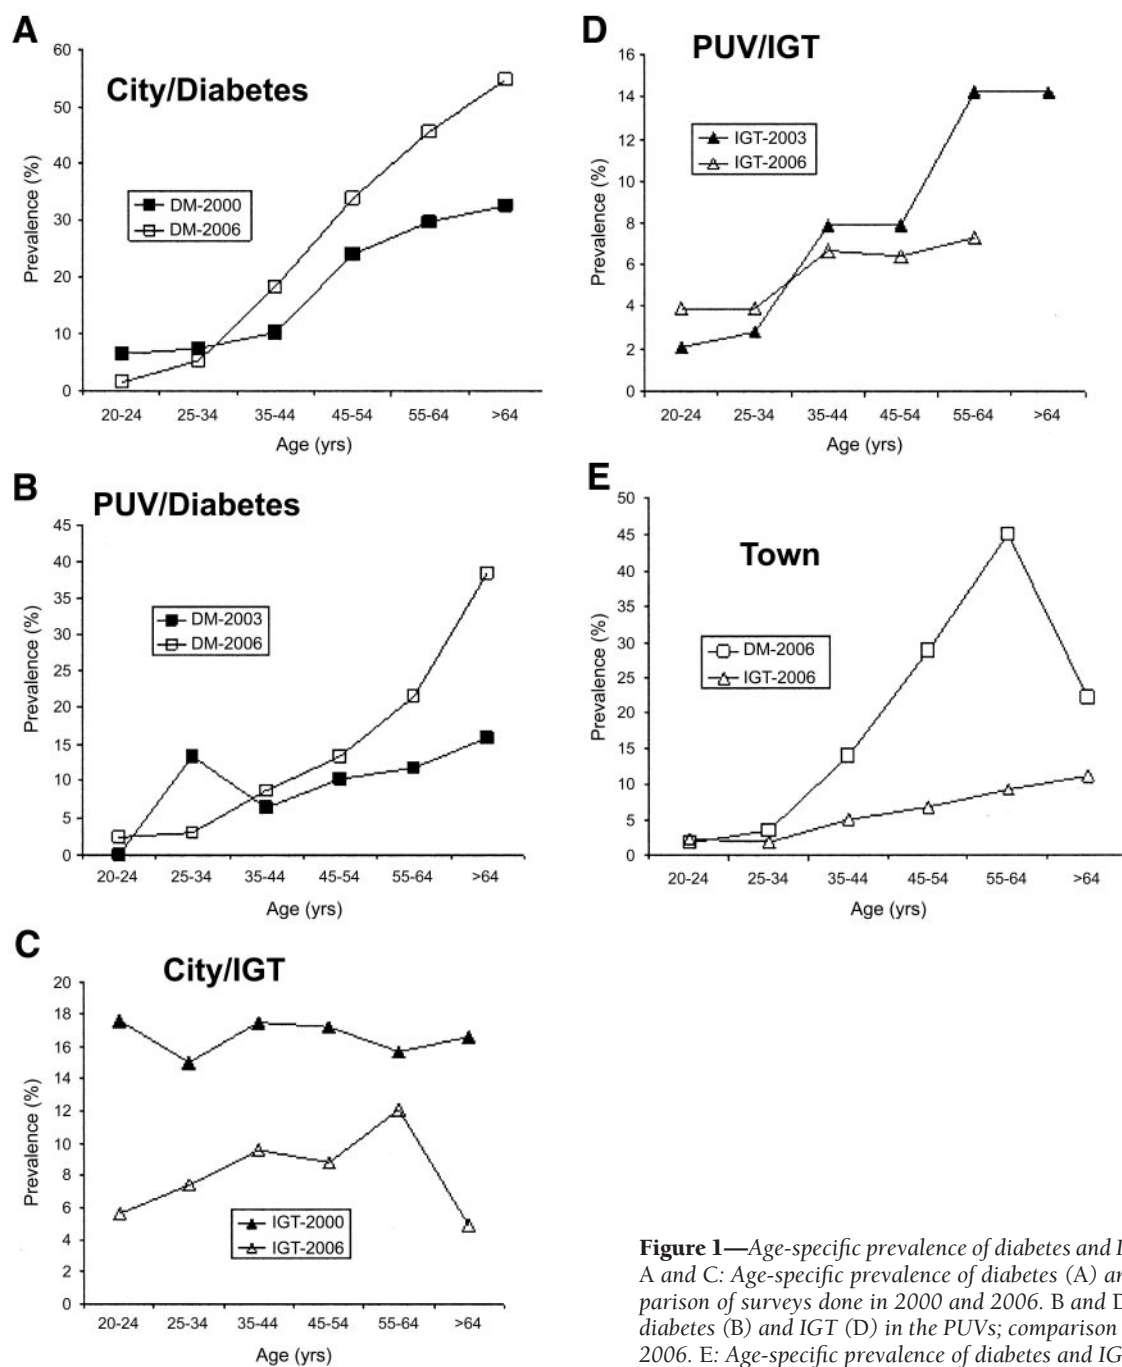 A
City/Diabetes
Prevalence (%)
60
50
40
30
20
10
0
DM-2000
DM-2006
20-24 25-34 35-44 45-54 55-64 >64
Age (yrs)
B
PUV/Diabetes
Prevalence (%)
45
40
35
30
25
20
15
10
5
0
DM-2003
DM-2006
20-24 25-34 35-44 45-54 55-64 >64
Age (yrs)
C
City/IGT
Prevalence (%)
20
18
16
14
12
10
8
6
4
2
0
IGT-2000
IGT-2006
20-24 25-34 35-44 45-54 55-64 >64
Age (yrs)
D
PUV/IGT
Prevalence (%)
16
14
12
10
8
6
4
2
0
IGT-2003
IGT-2006
20-24 25-34 35-44 45-54 55-64 >64
Age (yrs)
E
Town
Prevalence (%)
50
45
40
35
30
25
20
15
10
5
0
DM-2006
IGT-2006
20-24 25-34 35-44 45-54 55-64 >64
Age (yrs)
Figure 1—Age-specific prevalence of diabetes and
A and C: Age-specific prevalence of diabetes (A)
parison of surveys done in 2000 and 2006. B and
diabetes (B) and IGT (D) in the PUVs; comparison
2006. E: Age-specific prevalence of diabetes and